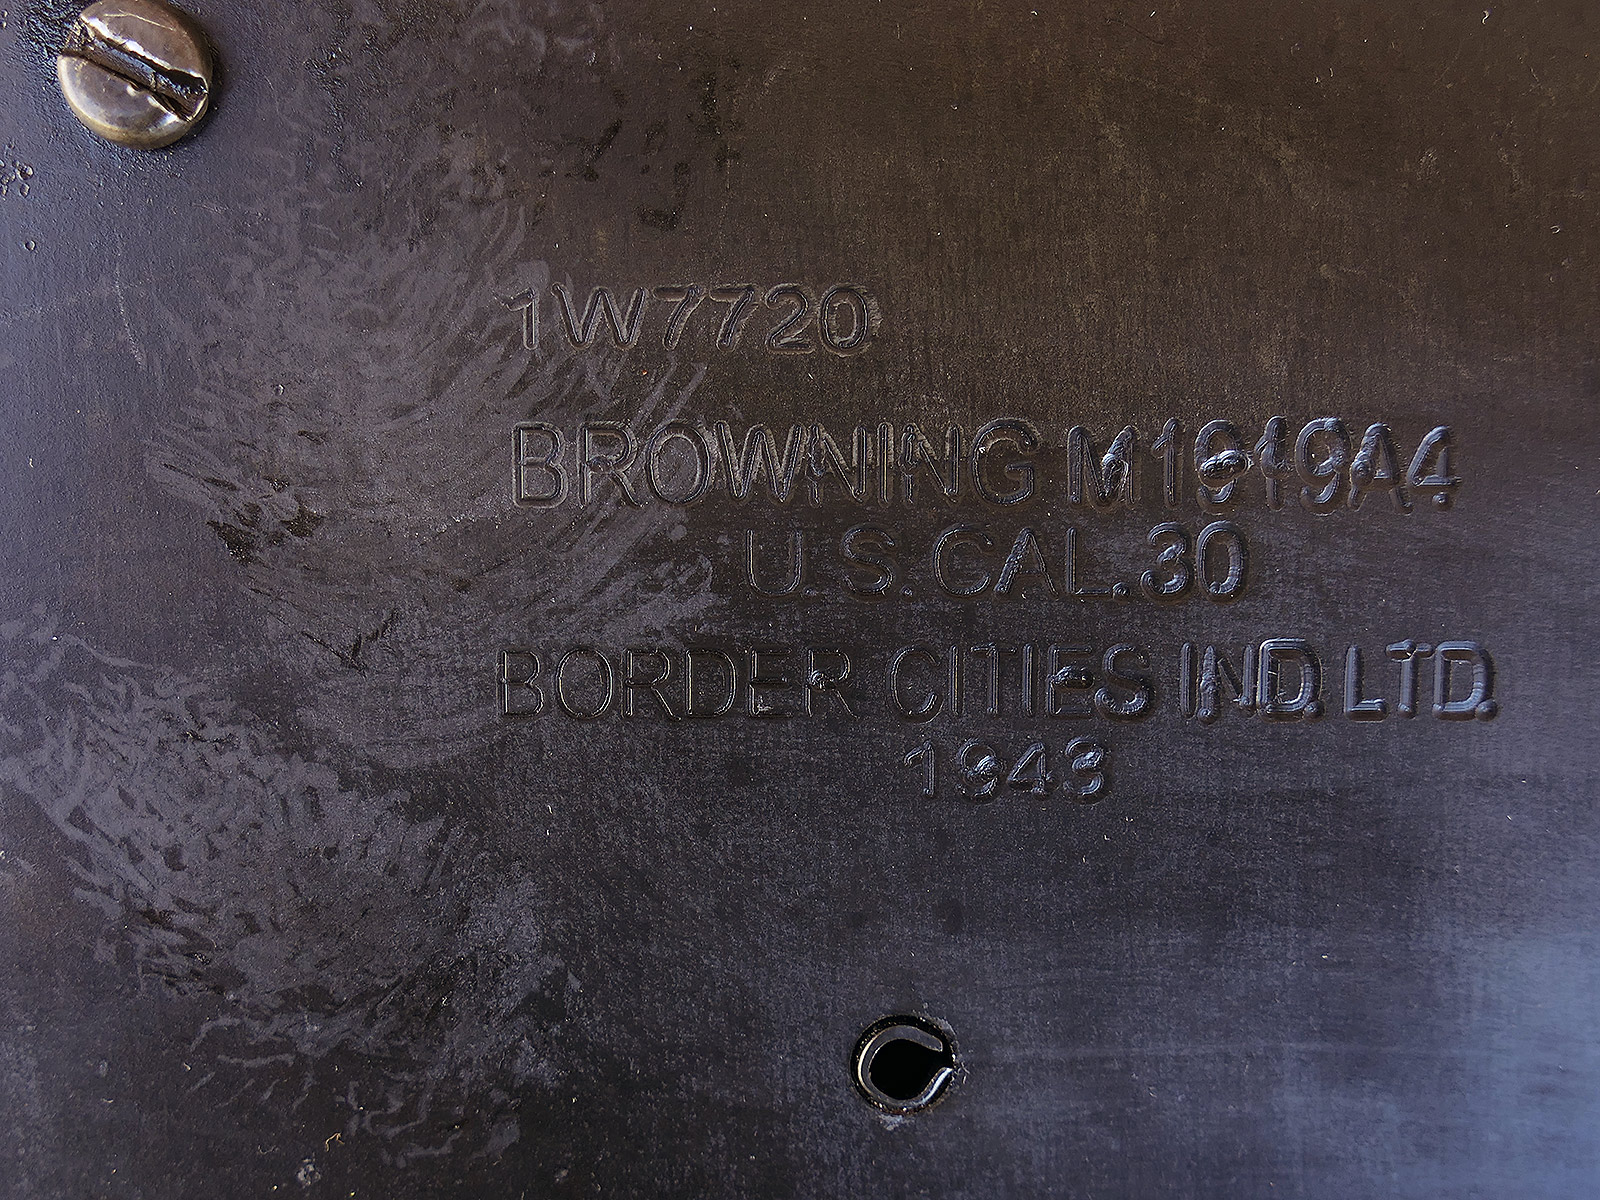 1W7720
BROWNING M1919A4
U.S.CAL.30
BORDER CITIES IND. LTD.
1943